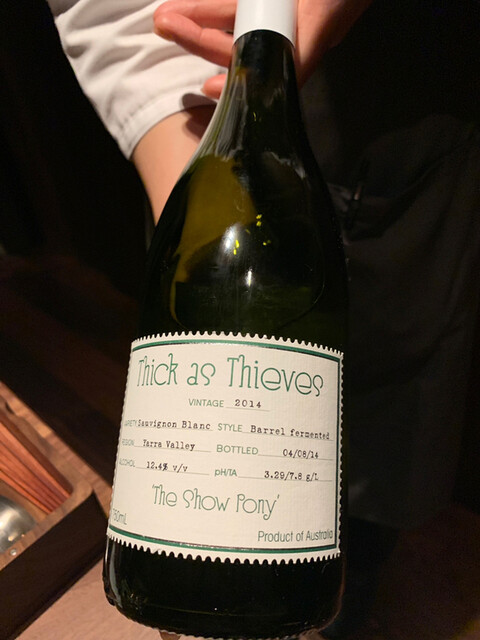 Thick as Thieves
VINTAGE 2014
VARIETY Sauvignon Blanc STYLE Barrel fermented
REGION Yarra Valley BOTTLED 04/08/14
ALCOHOL 12.4% v/v pH/TA 3.29/7.8 g/L
'The Show Pony'
750mL Product of Australia